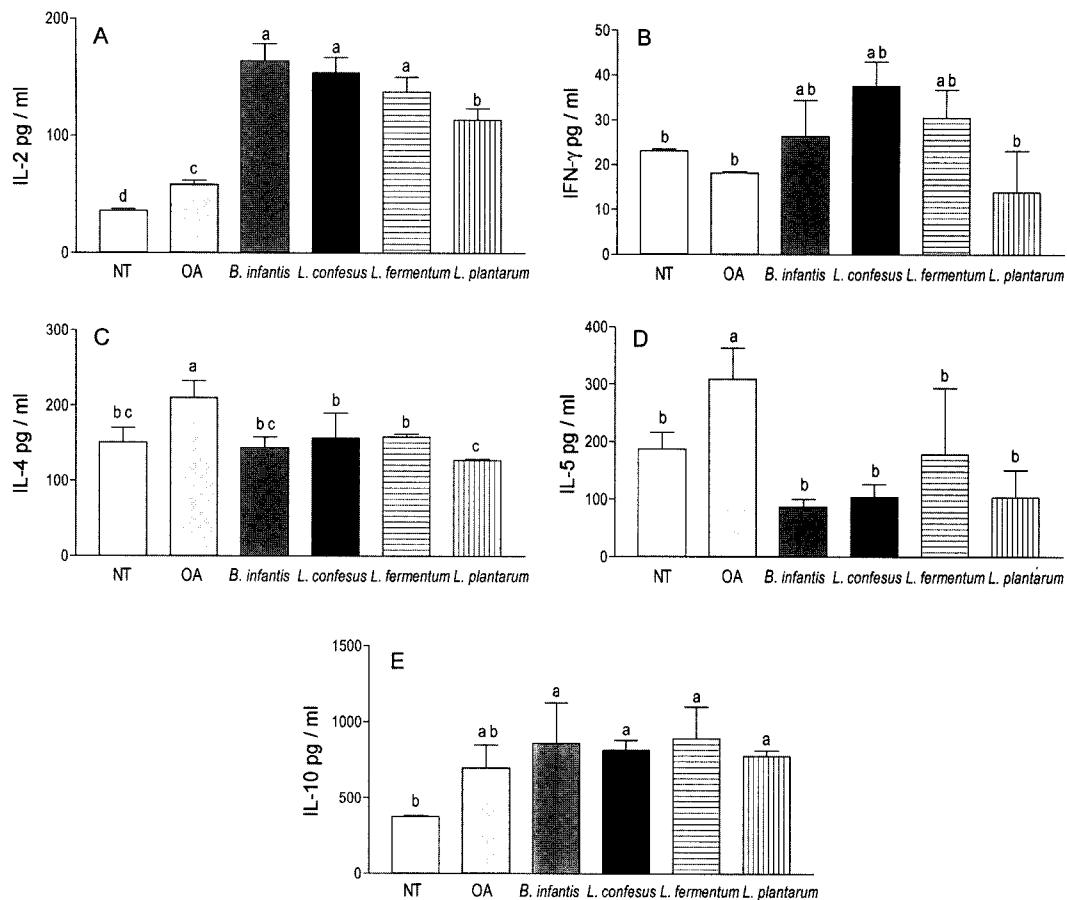 A
IL-2 pg / ml
200
100
0
d
c
a
a
a
b
NT OA B. infantis L. confesus L. fermentum L. plantarum
B
IFN-γ pg / ml
50
40
30
20
10
0
b
b
ab
ab
ab
b
NT OA B. infantis L. confesus L. fermentum L. plantarum
C
IL-4 pg / ml
300
200
100
0
b c
a
b c
b
b
c
NT OA B. infantis L. confesus L. fermentum L. plantarum
D
IL-5 pg / ml
400
300
200
100
0
b
a
b
b
b
b
NT OA B. infantis L. confesus L. fermentum L. plantarum
E
IL-10 pg / ml
1500
1000
500
0
b
a b
a
a
a
a
NT OA B. infantis L. confesus L. fermentum L. plantarum